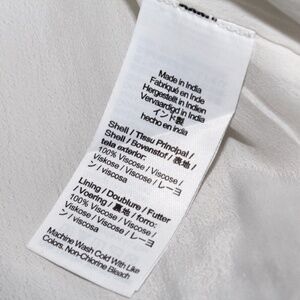 Made in India
Fabriqué en Inde
Hergestellt in Indien
Vervaardigd in India
インド製
hecho en india
Shell / Tissu Principal /
Shell / Bovenstof / 表地 /
tela exterior:
100% Viscose / Viscose /
Viskose / Viscose / レーヨ
ン / viscosa
Lining / Doublure / Futter
/ Voering / 裏地 / forro:
100% Viscose / Viscose /
Viskose / Viscose / レーヨ
ン / viscosa
Machine Wash Cold With Like
Colors. Non-Chlorine Bleach